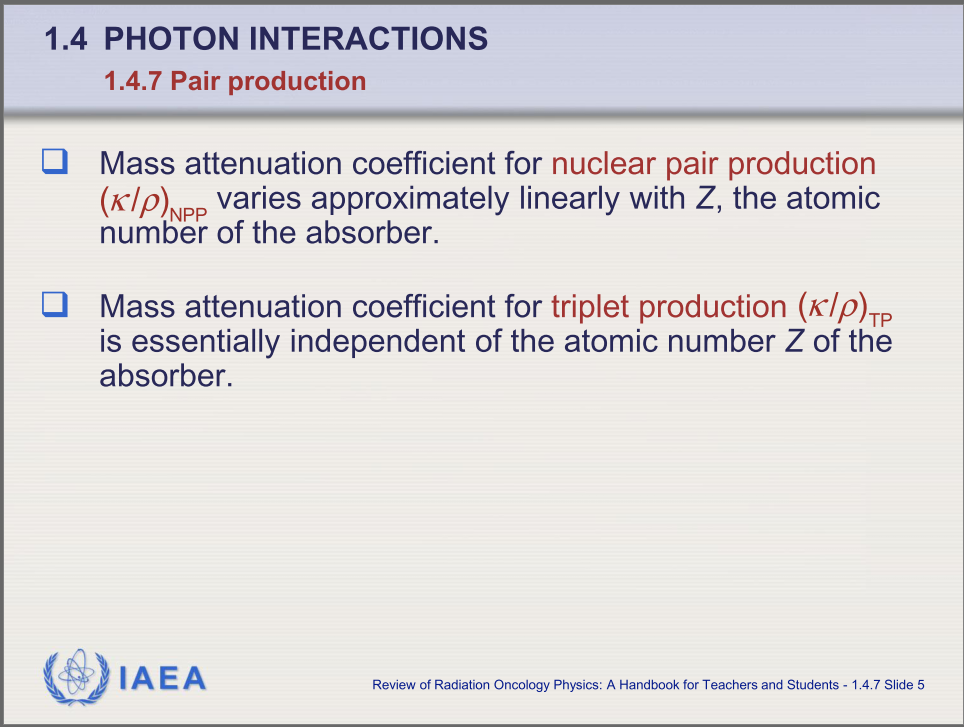 1.4 PHOTON INTERACTIONS
1.4.7 Pair production
Mass attenuation coefficient for nuclear pair production
(κ/ρ)NPP varies approximately linearly with Z, the atomic
number of the absorber.
Mass attenuation coefficient for triplet production (κ/ρ)TP
is essentially independent of the atomic number Z of the
absorber.
IAEA
Review of Radiation Oncology Physics: A Handbook for Teachers and Students - 1.4.7 Slide 5